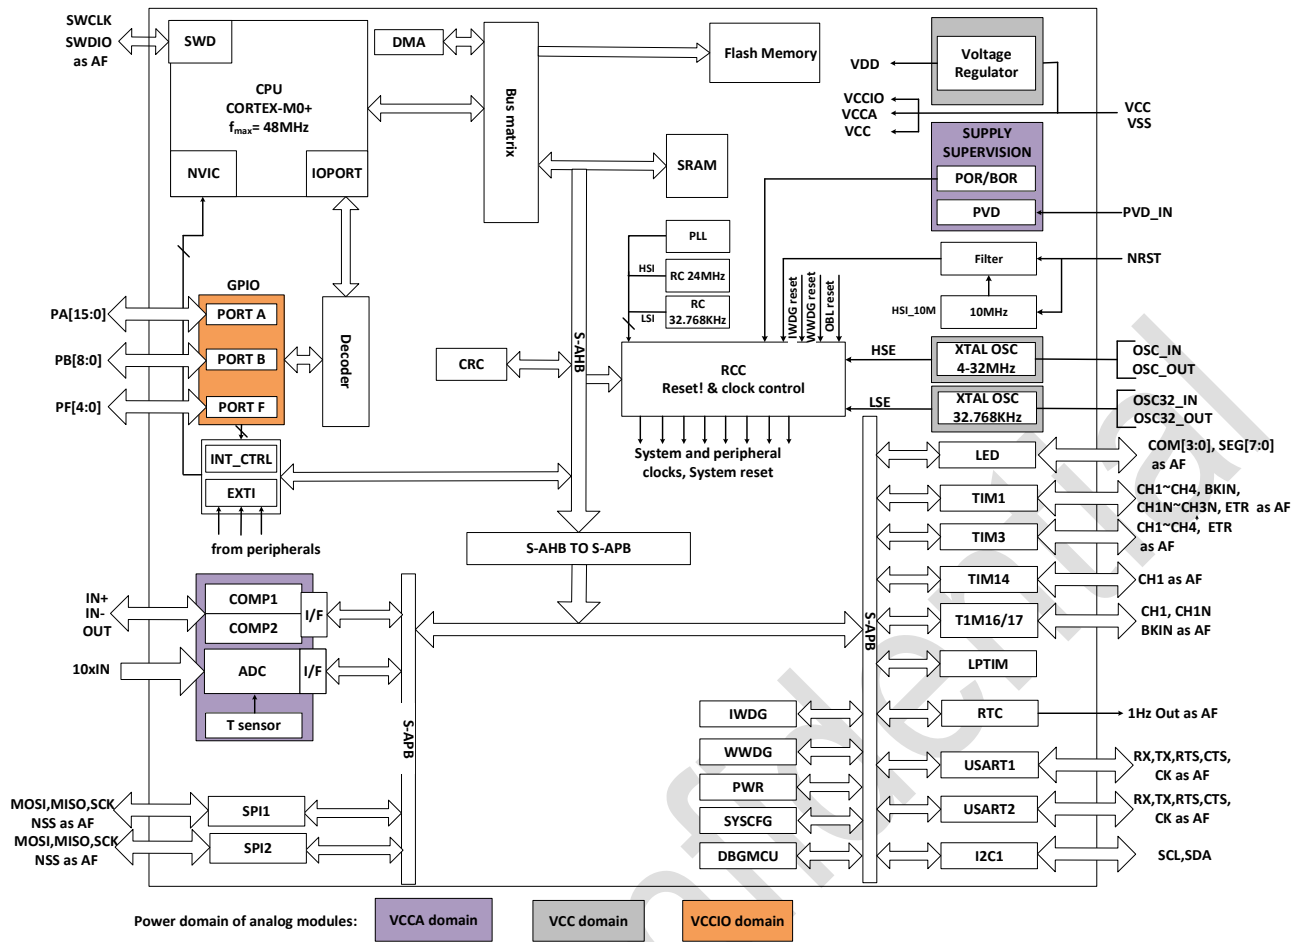 SWCLK
SWDIO
as AF
SWD
CPU
CORTEX-M0+
fmax= 48MHz
NVIC
IOPORT
DMA
Bus matrix
Flash Memory
SRAM
Voltage
Regulator
VDD
VCCIO
VCCA
VCC
VCC
VSS
SUPPLY
SUPERVISION
POR/BOR
PVD
PVD_IN
PLL
HSI
RC 24MHz
LSI
RC
32.768KHz
Filter
NRST
HSI_10M
10MHz
IWDG reset
WWDG reset
OBL reset
GPIO
PA[15:0]
PORT A
PB[8:0]
PORT B
PF[4:0]
PORT F
Decoder
CRC
S-AHB
RCC
Reset! & clock control
HSE
XTAL OSC
4-32MHz
OSC_IN
OSC_OUT
LSE
XTAL OSC
32.768KHz
OSC32_IN
OSC32_OUT
System and peripheral
clocks, System reset
INT_CTRL
EXTI
from peripherals
S-AHB TO S-APB
LED
COM[3:0], SEG[7:0]
as AF
TIM1
CH1~CH4, BKIN,
CH1N~CH3N, ETR as AF
TIM3
CH1~CH4, ETR
as AF
TIM14
CH1 as AF
T1M16/17
CH1, CH1N
BKIN as AF
LPTIM
S-APB
IN+
IN-
OUT
COMP1
COMP2
I/F
10xIN
ADC
I/F
T sensor
S-APB
IWDG
RTC
1Hz Out as AF
WWDG
USART1
RX,TX,RTS,CTS,
CK as AF
PWR
SYSCFG
USART2
RX,TX,RTS,CTS,
CK as AF
DBGMCU
I2C1
SCL,SDA
MOSI,MISO,SCK
NSS as AF
SPI1
MOSI,MISO,SCK
NSS as AF
SPI2
Power domain of analog modules:
VCCA domain
VCC domain
VCCIO domain